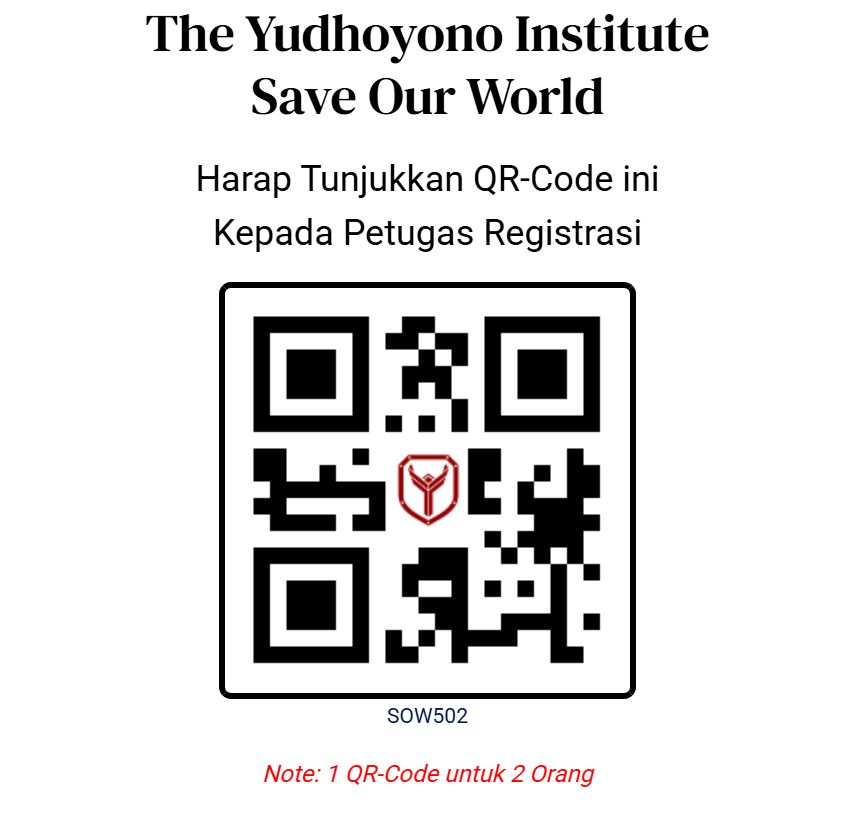 The Yudhoyono Institute
Save Our World
Harap Tunjukkan QR-Code ini
Kepada Petugas Registrasi
SOW502
Note: 1 QR-Code untuk 2 Orang